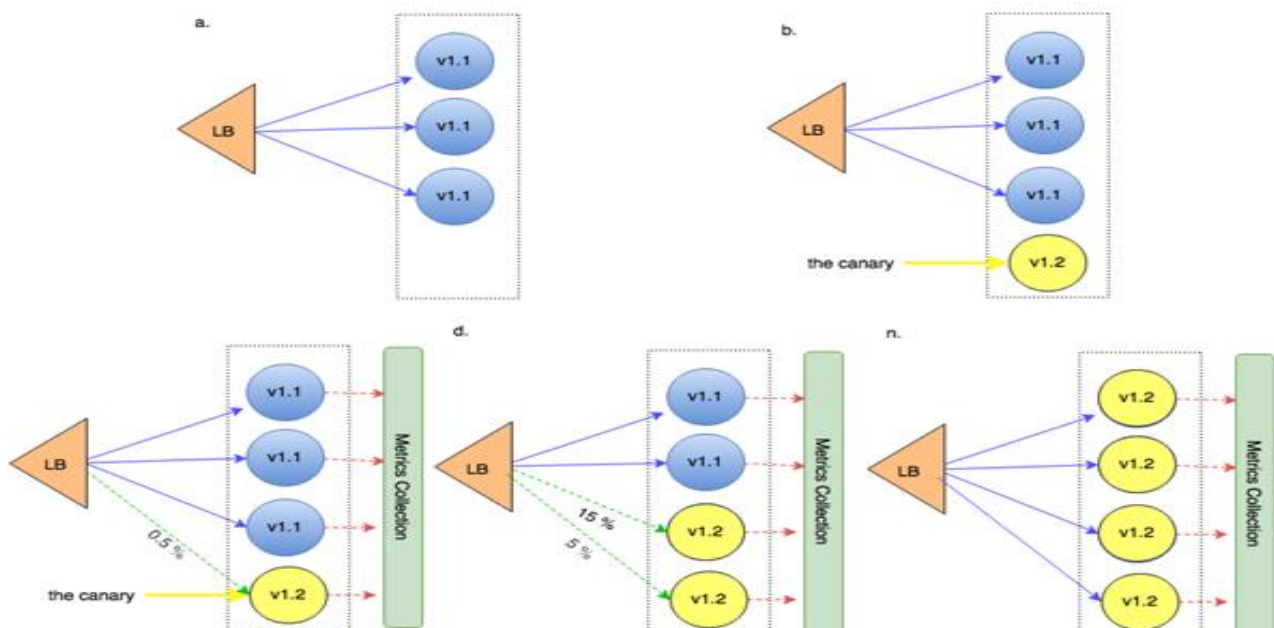 a.
v1.1
LB
v1.1
v1.1
b.
v1.1
LB
v1.1
v1.1
the canary
v1.2
v1.1
LB
v1.1
v1.1
0.5 %
the canary
v1.2
Metrics Collection
d.
v1.1
LB
v1.1
15 %
v1.2
5 %
v1.2
Metrics Collection
n.
v1.2
LB
v1.2
v1.2
v1.2
Metrics Collection